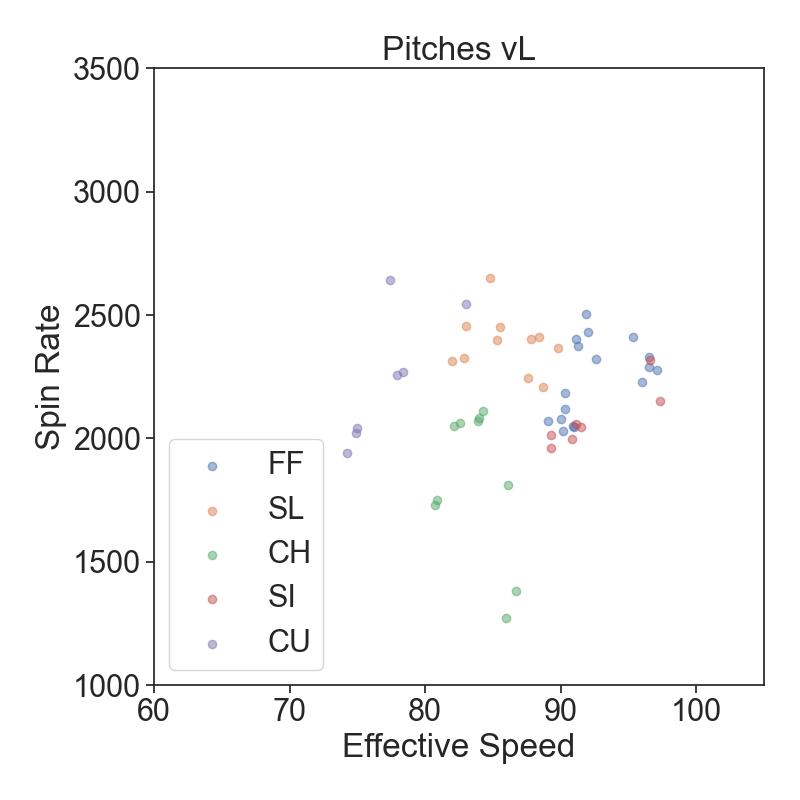 Pitches vL
3500
3000
2500
2000
1500
1000
Spin Rate
FF
SL
CH
SI
CU
60 70 80 90 100
Effective Speed